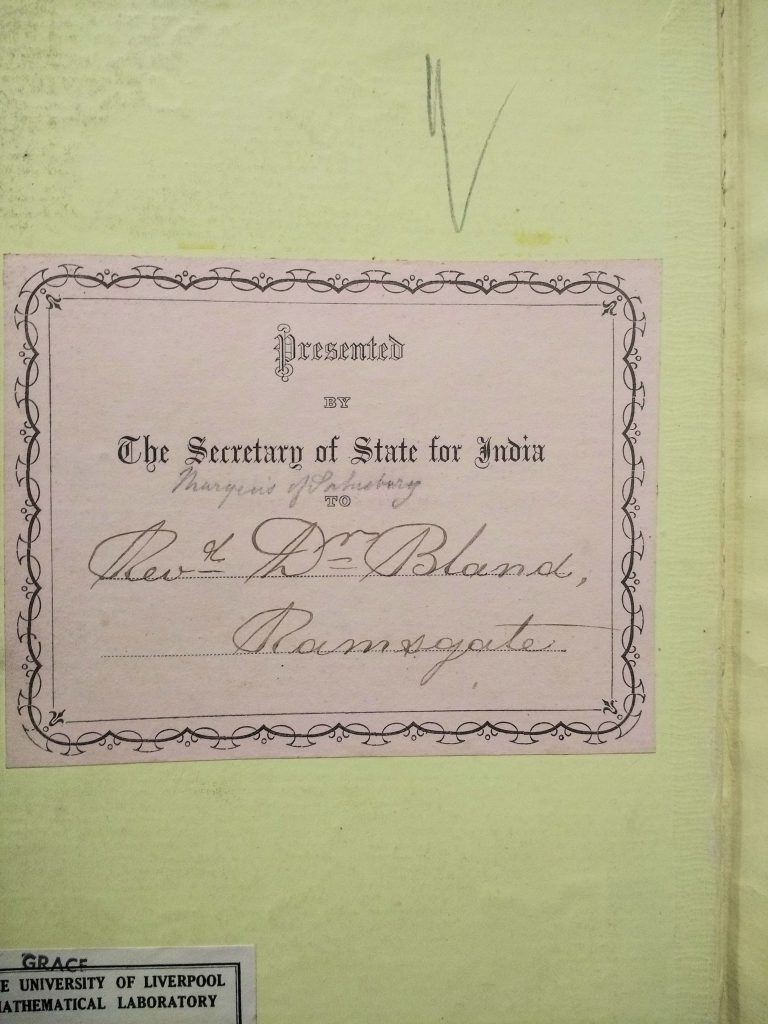 Presented
BY
The Secretary of State for India
Marquis of Salisbury
TO
Revd Dr Bland,
Ramsgate
GRACE
E UNIVERSITY OF LIVERPOOL
MATHEMATICAL LABORATORY